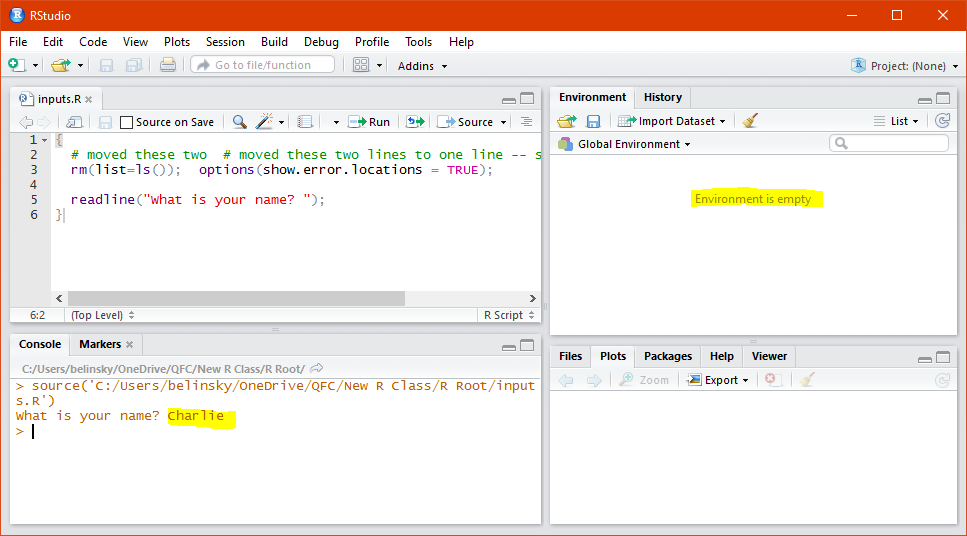 RStudio
File Edit Code View Plots Session Build Debug Profile Tools Help
Go to file/function Addins Project: (None)
inputs.R
Source on Save Run Source
1 {
2 # moved these two # moved these two lines to one line -- s
3 rm(list=ls()); options(show.error.locations = TRUE);
4
5 readline("What is your name? ");
6 }
6:2 (Top Level) R Script
Console Markers
C:/Users/belinsky/OneDrive/QFC/New R Class/R Root/
> source('C:/Users/belinsky/OneDrive/QFC/New R Class/R Root/input
s.R')
What is your name? Charlie
>
Environment History
Import Dataset List
Global Environment
Environment is empty
Files Plots Packages Help Viewer
Zoom Export